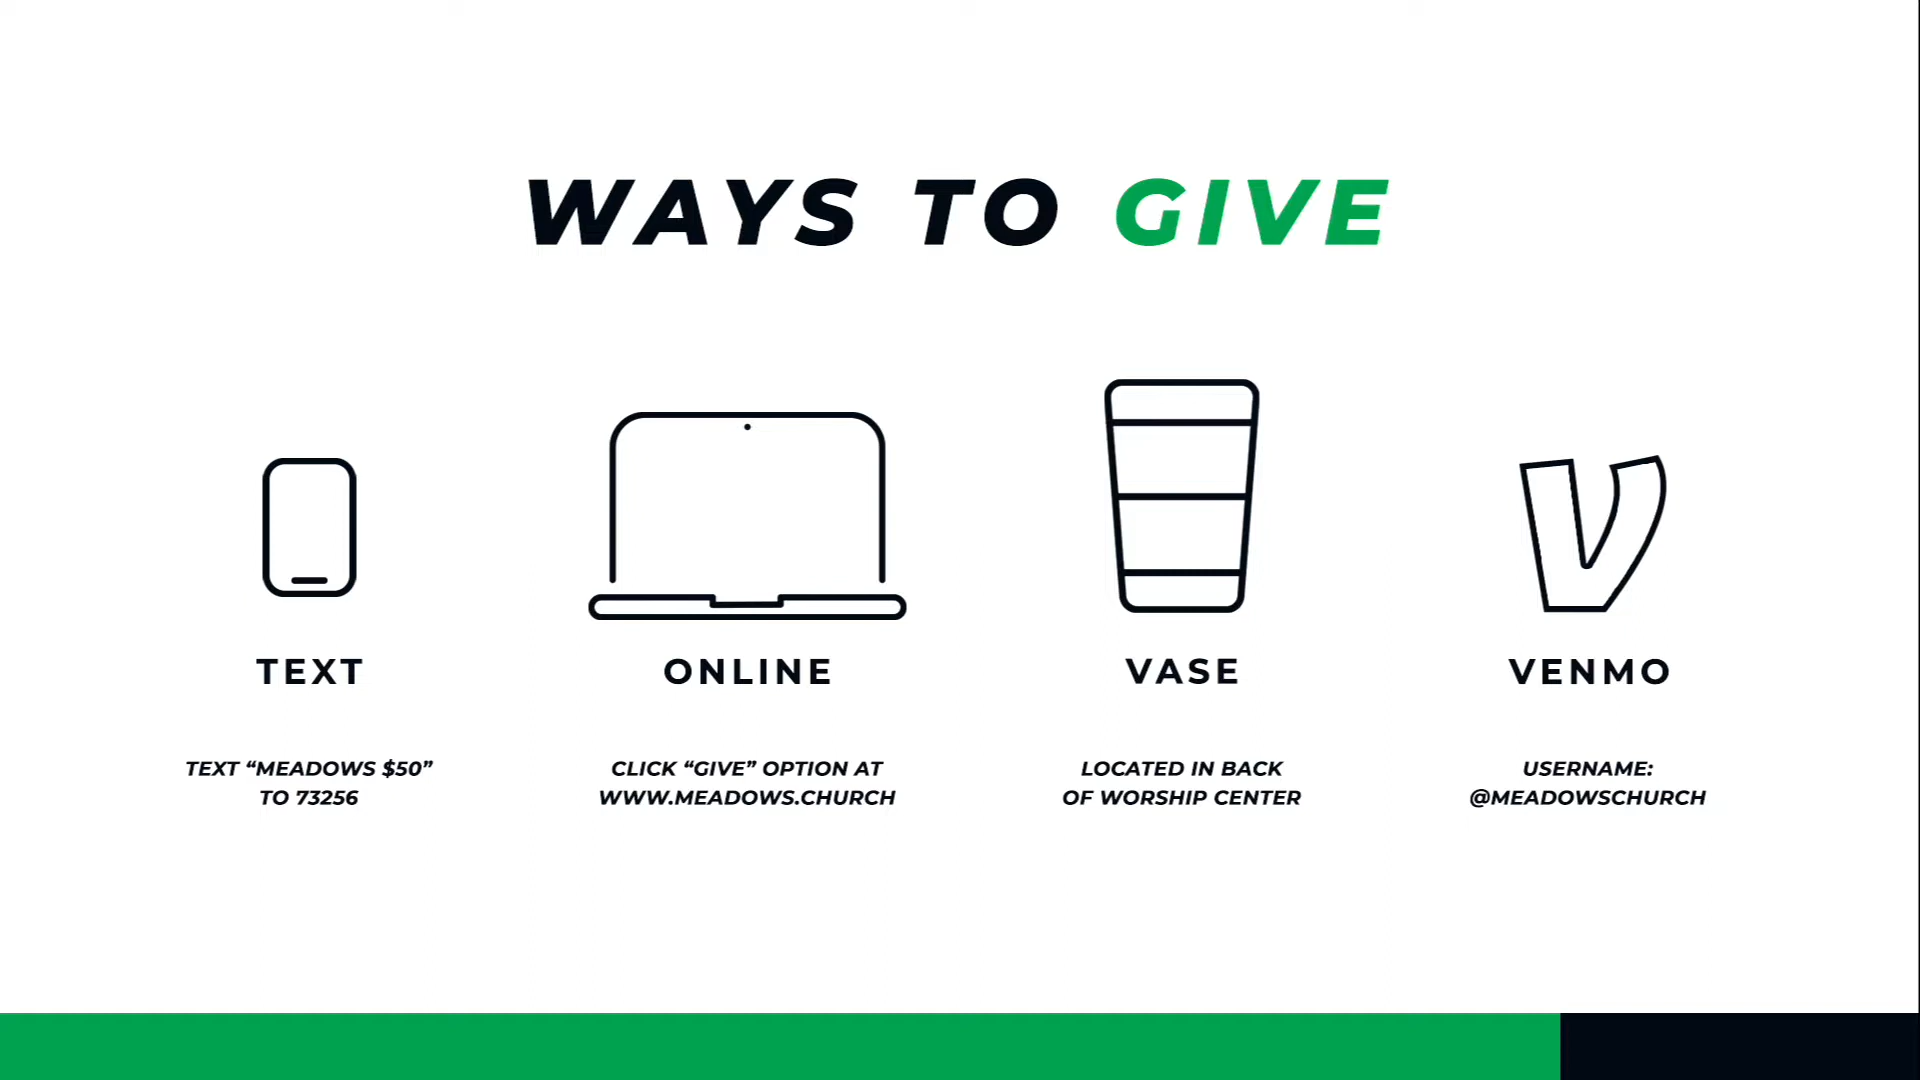 WAYS TO GIVE
TEXT
TEXT “MEADOWS $50”
TO 73256
ONLINE
CLICK “GIVE” OPTION AT
WWW.MEADOWS.CHURCH
VASE
LOCATED IN BACK
OF WORSHIP CENTER
VENMO
USERNAME:
@MEADOWSCHURCH